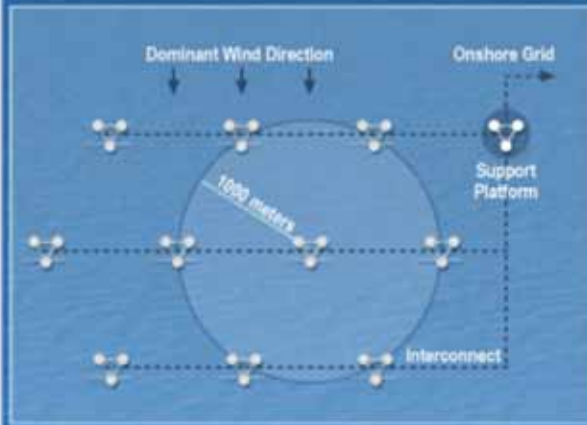 Dominant Wind Direction
Onshore Grid
Support
Platform
1000 meters
Interconnect